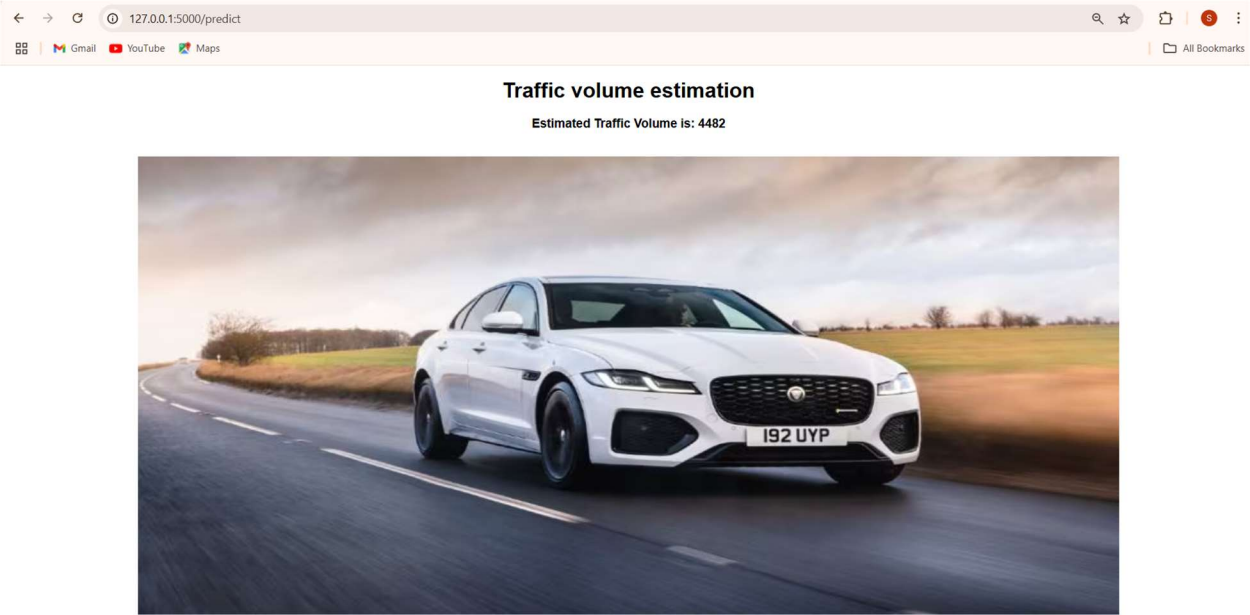 127.0.0.1:5000/predict
S
Gmail YouTube Maps All Bookmarks
Traffic volume estimation
Estimated Traffic Volume is: 4482
192 UYP